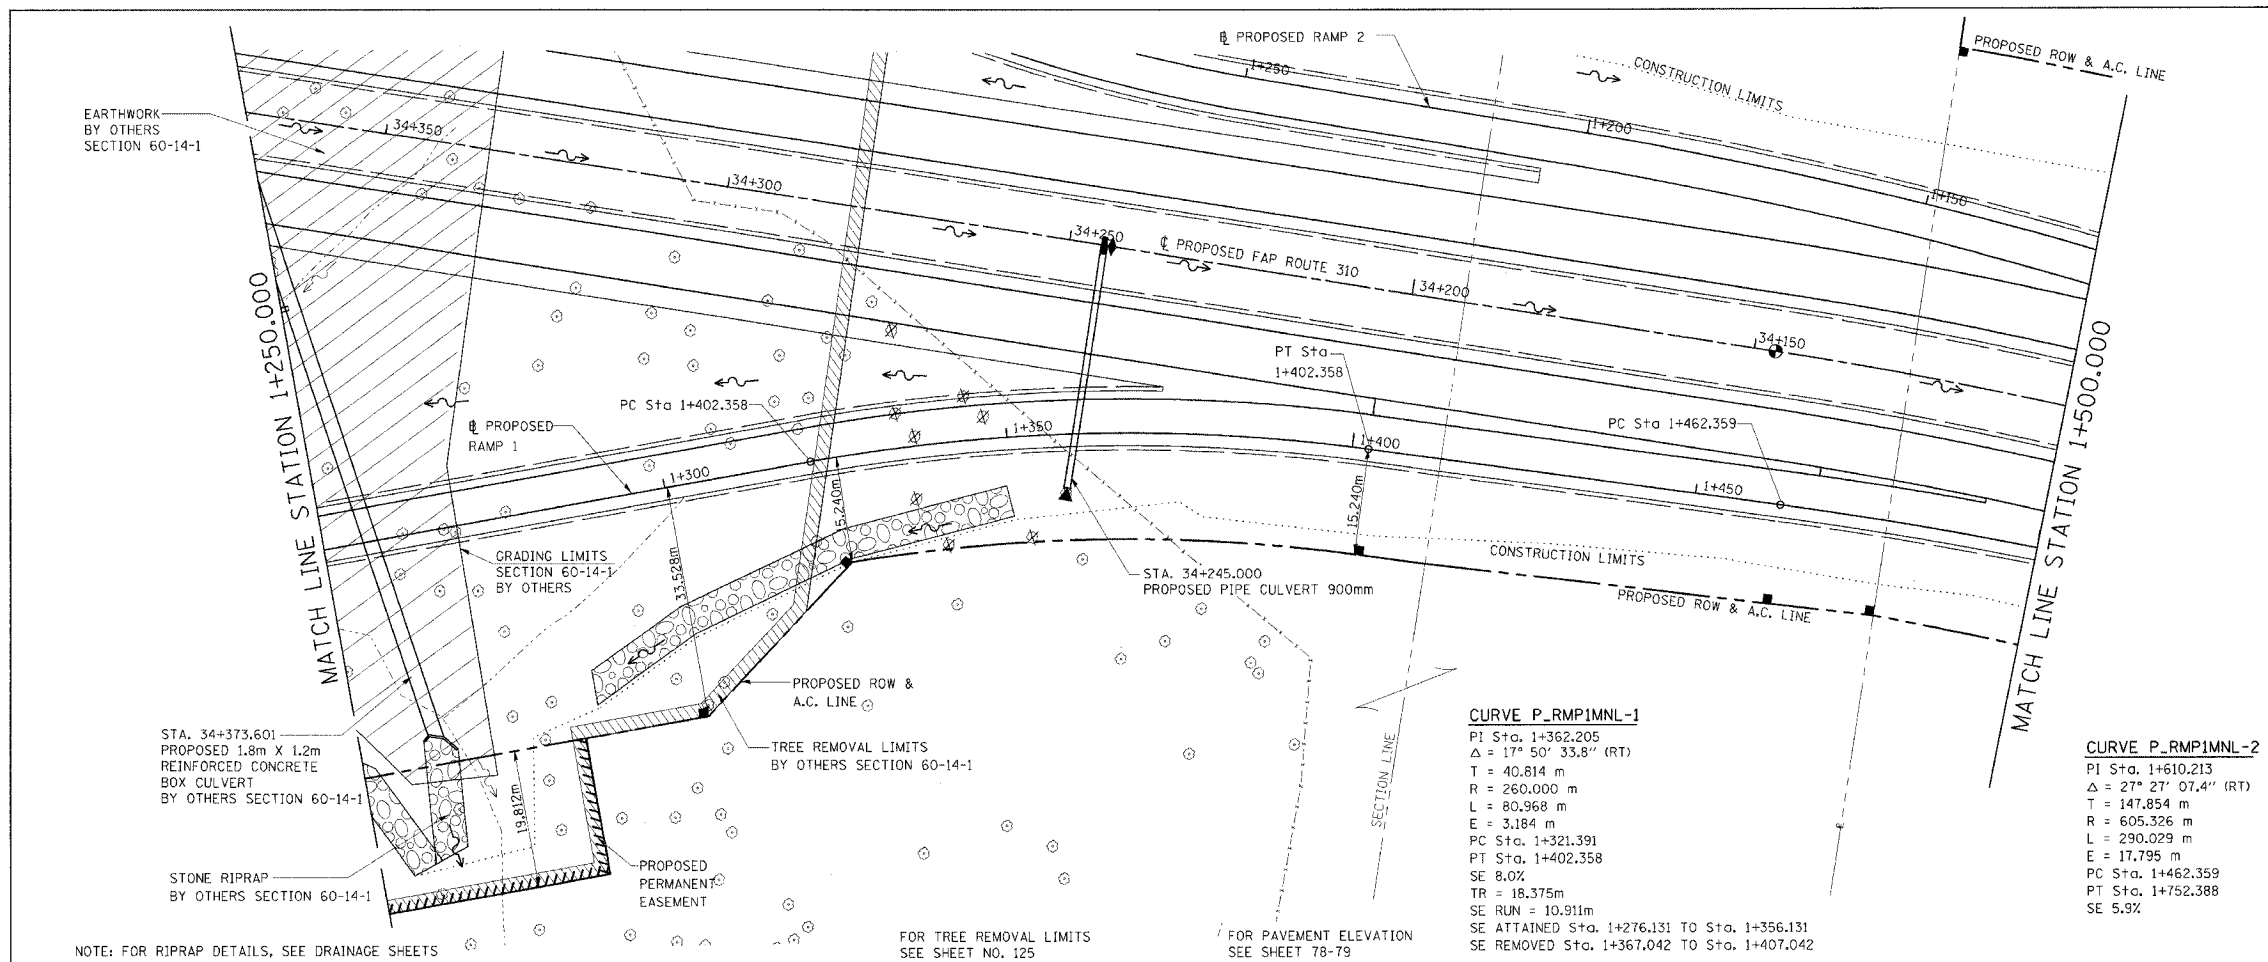 ℄ PROPOSED RAMP 2
PROPOSED ROW & A.C. LINE
CONSTRUCTION LIMITS
1+250
1+200
1+150
EARTHWORK
BY OTHERS
SECTION 60-14-1
34+350
34+300
34+250
℄ PROPOSED FAP ROUTE 310
34+200
34+150
MATCH LINE STATION 1+250.000
MATCH LINE STATION 1+500.000
PT Sta
1+402.358
PC Sta 1+402.358
PC Sta 1+462.359
℄ PROPOSED
RAMP 1
1+300
1+350
1+400
1+450
15.240m
15.240m
33.528m
GRADING LIMITS
SECTION 60-14-1
BY OTHERS
STA. 34+245.000
PROPOSED PIPE CULVERT 900mm
CONSTRUCTION LIMITS
PROPOSED ROW & A.C. LINE
PROPOSED ROW &
A.C. LINE
TREE REMOVAL LIMITS
BY OTHERS SECTION 60-14-1
STA. 34+373.601
PROPOSED 1.8m X 1.2m
REINFORCED CONCRETE
BOX CULVERT
BY OTHERS SECTION 60-14-1
19.812m
STONE RIPRAP
BY OTHERS SECTION 60-14-1
PROPOSED
PERMANENT
EASEMENT
SECTION LINE
CURVE P_RMP1MNL-1
PI Sta. 1+362.205
Δ = 17° 50' 33.8" (RT)
T = 40.814 m
R = 260.000 m
L = 80.968 m
E = 3.184 m
PC Sta. 1+321.391
PT Sta. 1+402.358
SE 8.0%
TR = 18.375m
SE RUN = 10.911m
SE ATTAINED Sta. 1+276.131 TO Sta. 1+356.131
SE REMOVED Sta. 1+367.042 TO Sta. 1+407.042
CURVE P_RMP1MNL-2
PI Sta. 1+610.213
Δ = 27° 27' 07.4" (RT)
T = 147.854 m
R = 605.326 m
L = 290.029 m
E = 17.795 m
PC Sta. 1+462.359
PT Sta. 1+752.388
SE 5.9%
NOTE: FOR RIPRAP DETAILS, SEE DRAINAGE SHEETS
FOR TREE REMOVAL LIMITS
SEE SHEET NO. 125
FOR PAVEMENT ELEVATION
SEE SHEET 78-79